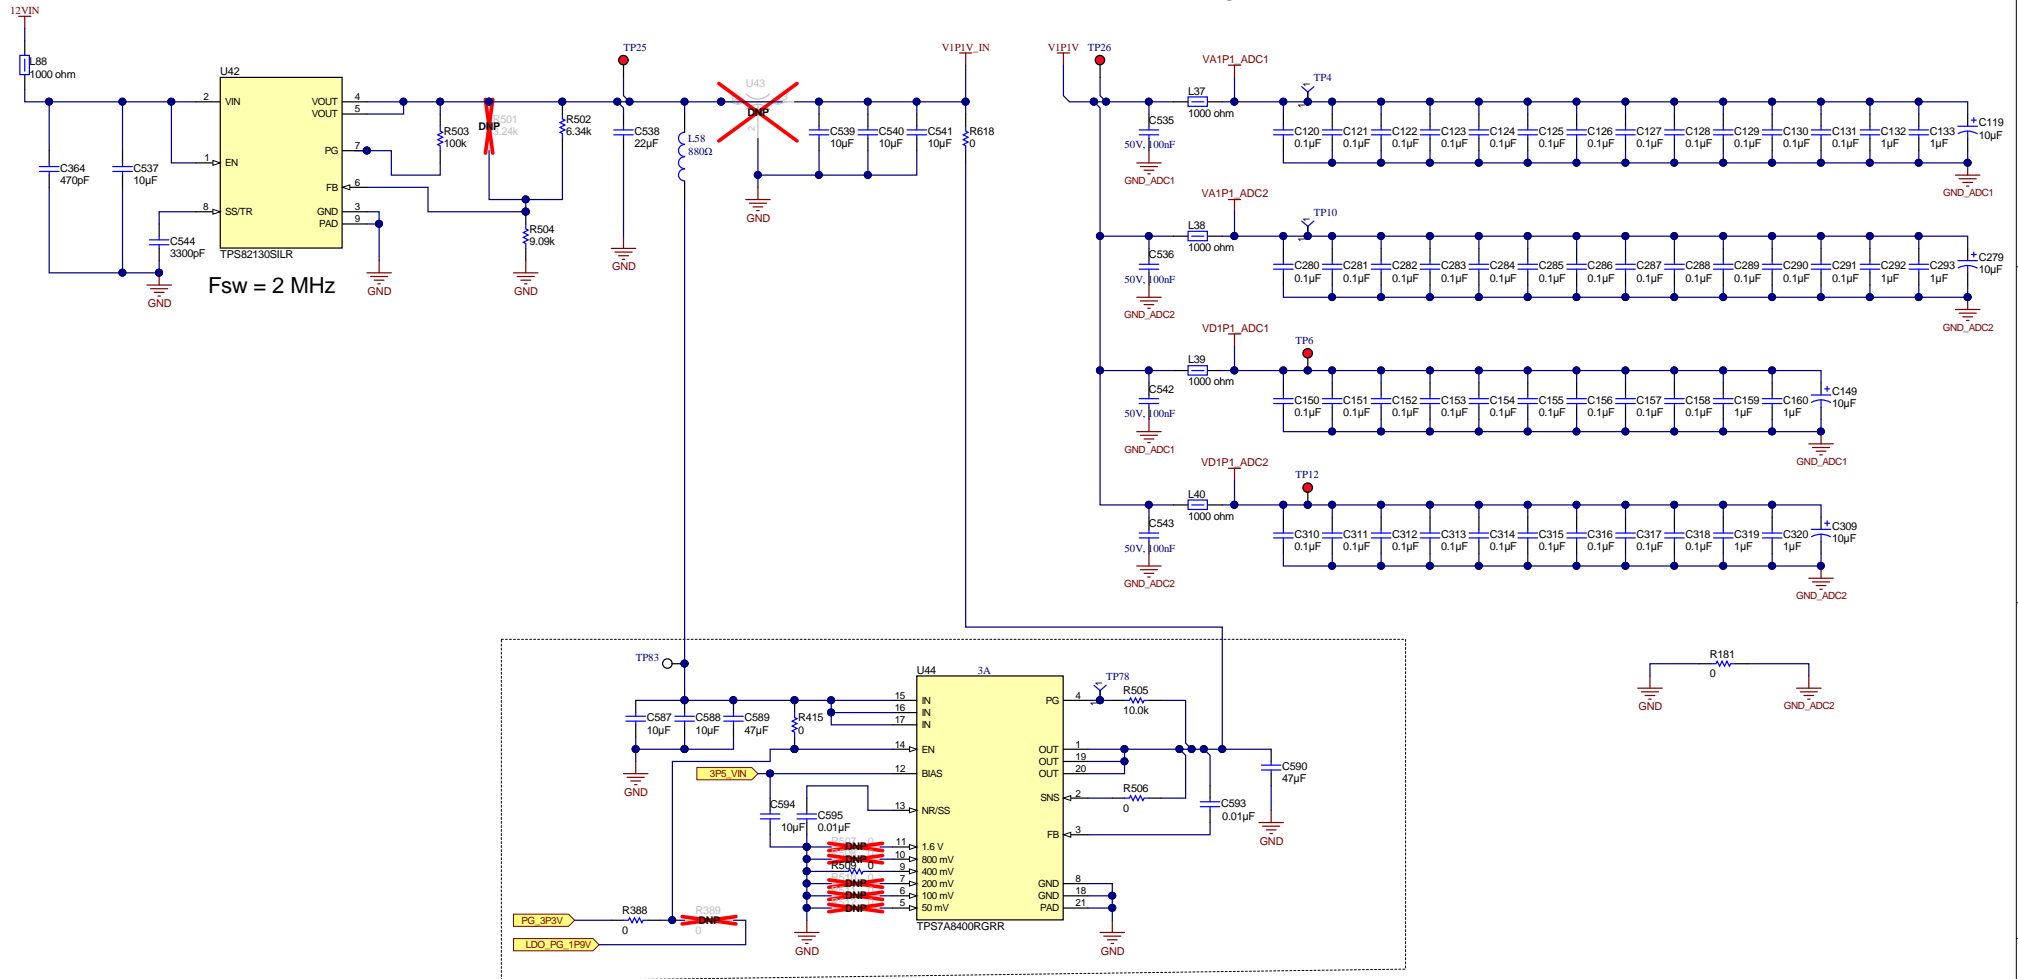 12VIN
L88
1000 ohm
C364
470pF
C537
10µF
C544
3300pF
GND
U42
VIN
EN
SS/TR
VOUT
VOUT
PG
FB
GND
PAD
2
1
8
4
5
7
6
3
9
TPS82130SILR
Fsw = 2 MHz
GND
R503
100k
R501
DNP
3.24k
R502
6.34k
R504
9.09k
GND
TP25
C538
22µF
GND
L58
880Ω
U43
DNP
2
GND
C539
10µF
C540
10µF
C541
10µF
V1P1V_IN
R618
0
V1P1V
TP26
C535
50V, 100nF
GND_ADC1
L37
1000 ohm
VA1P1_ADC1
TP4
1
C120
0.1µF
C121
0.1µF
C122
0.1µF
C123
0.1µF
C124
0.1µF
C125
0.1µF
C126
0.1µF
C127
0.1µF
C128
0.1µF
C129
0.1µF
C130
0.1µF
C131
0.1µF
C132
1µF
C133
1µF
+
C119
10µF
GND_ADC1
C536
50V, 100nF
GND_ADC2
L38
1000 ohm
VA1P1_ADC2
TP10
1
C280
0.1µF
C281
0.1µF
C282
0.1µF
C283
0.1µF
C284
0.1µF
C285
0.1µF
C286
0.1µF
C287
0.1µF
C288
0.1µF
C289
0.1µF
C290
0.1µF
C291
0.1µF
C292
1µF
C293
1µF
+
C279
10µF
GND_ADC2
C542
50V, 100nF
GND_ADC1
L39
1000 ohm
VD1P1_ADC1
TP6
C150
0.1µF
C151
0.1µF
C152
0.1µF
C153
0.1µF
C154
0.1µF
C155
0.1µF
C156
0.1µF
C157
0.1µF
C158
0.1µF
C159
1µF
C160
1µF
+
C149
10µF
GND_ADC1
C543
50V, 100nF
GND_ADC2
L40
1000 ohm
VD1P1_ADC2
TP12
C310
0.1µF
C311
0.1µF
C312
0.1µF
C313
0.1µF
C314
0.1µF
C315
0.1µF
C316
0.1µF
C317
0.1µF
C318
0.1µF
C319
1µF
C320
1µF
+
C309
10µF
GND_ADC2
R181
0
GND
GND_ADC2
TP83
C587
10µF
C588
10µF
C589
47µF
R415
0
GND
3P5_VIN
C594
10µF
C595
0.01µF
DNP
DNP
R509 0
DNP
DNP
DNP
GND
PG_3P3V
R388
0
R389
DNP
0
LDO_PG_1P9V
U44
3A
15 IN
16 IN
17 IN
14 EN
12 BIAS
13 NR/SS
11 1.6 V
10 800 mV
9 400 mV
7 200 mV
6 100 mV
5 50 mV
PG 4
OUT 1
OUT 19
OUT 20
SNS 2
FB 3
GND 8
GND 18
PAD 21
TPS7A8400RGRR
TP78
1
R505
10.0k
R506
0
C593
0.01µF
C590
47µF
GND
GND